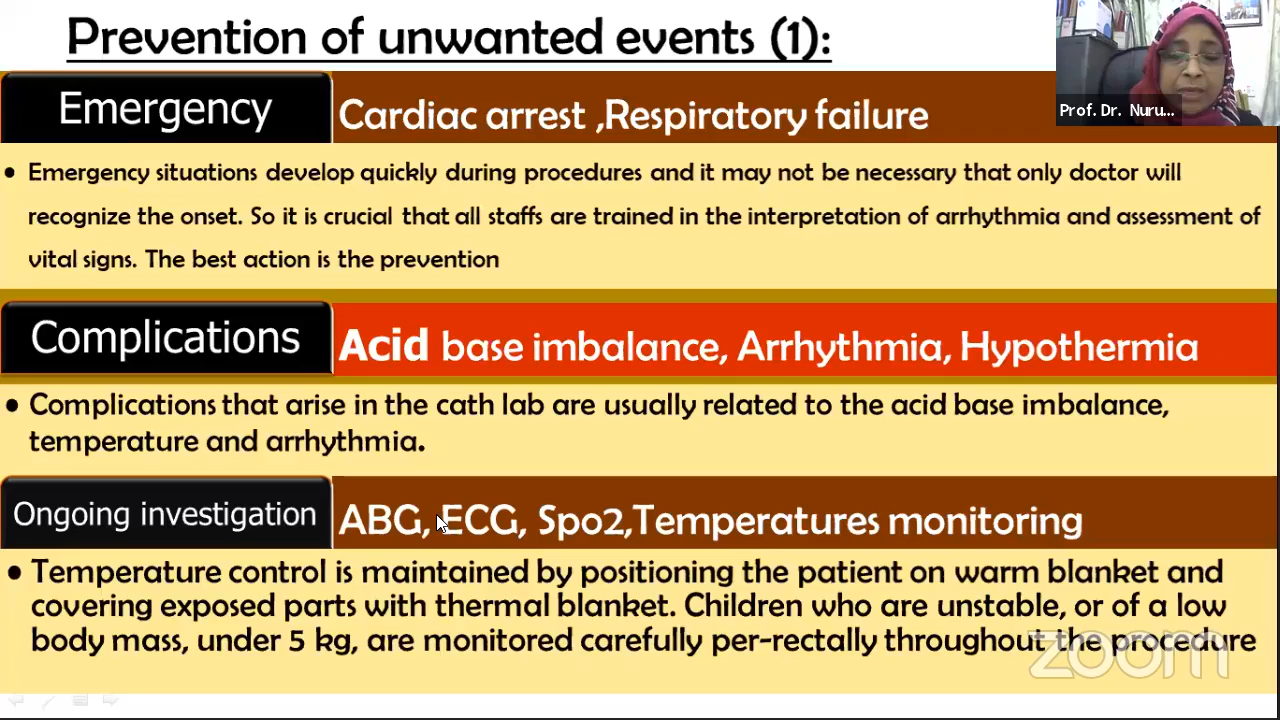 Prevention of unwanted events (1):
Prof. Dr. Nuru...
Emergency
Cardiac arrest ,Respiratory failure
• Emergency situations develop quickly during procedures and it may not be necessary that only doctor will
recognize the onset. So it is crucial that all staffs are trained in the interpretation of arrhythmia and assessment of
vital signs. The best action is the prevention
Complications
Acid base imbalance, Arrhythmia, Hypothermia
• Complications that arise in the cath lab are usually related to the acid base imbalance,
temperature and arrhythmia.
Ongoing investigation
ABG, ECG, Spo2,Temperatures monitoring
• Temperature control is maintained by positioning the patient on warm blanket and
covering exposed parts with thermal blanket. Children who are unstable, or of a low
body mass, under 5 kg, are monitored carefully per-rectally throughout the procedure
zoom